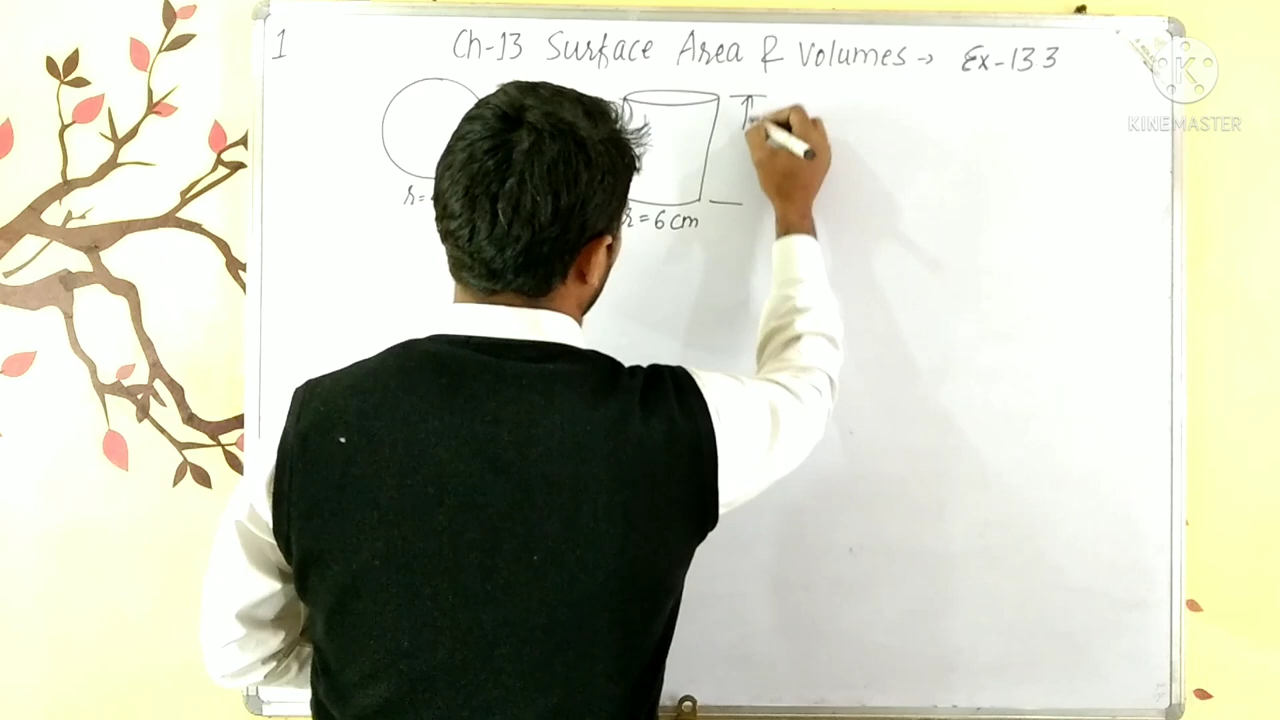 1 Ch-13 Surface Area & Volumes → Ex-13.3
r=
r = 6 cm
KINEMASTER